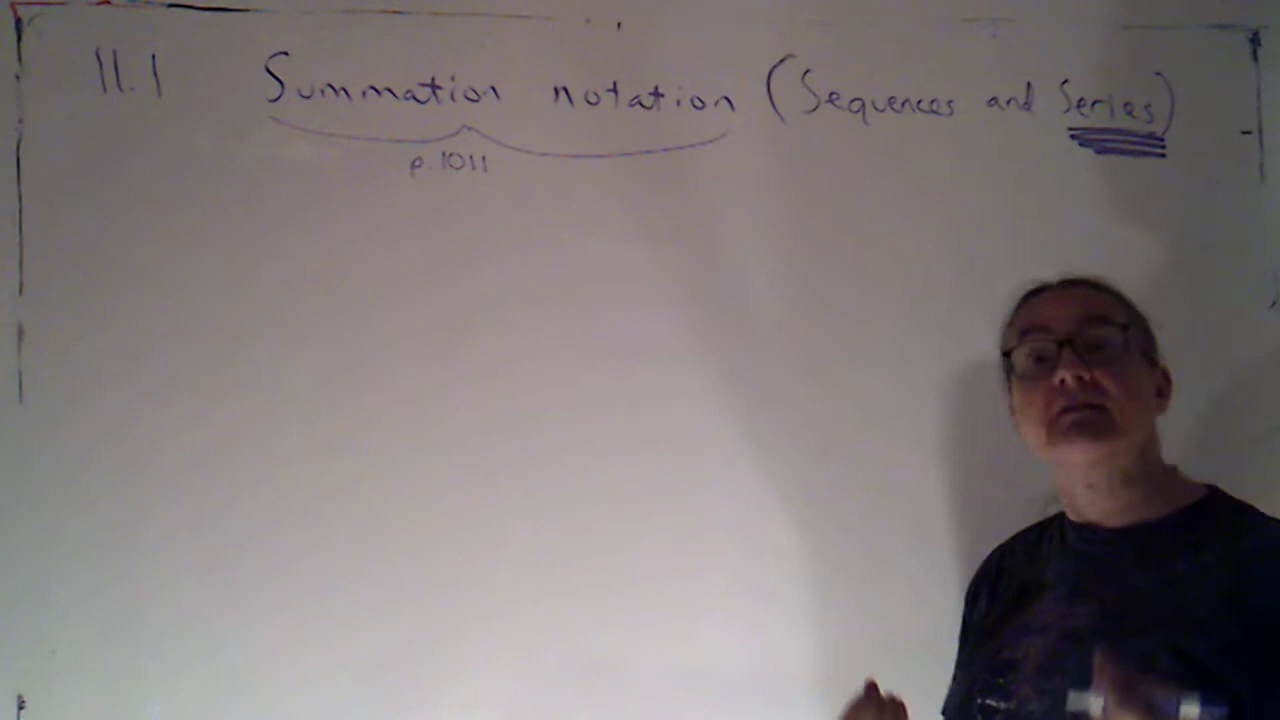 11.1 Summation notation (Sequences and Series)
p.1011